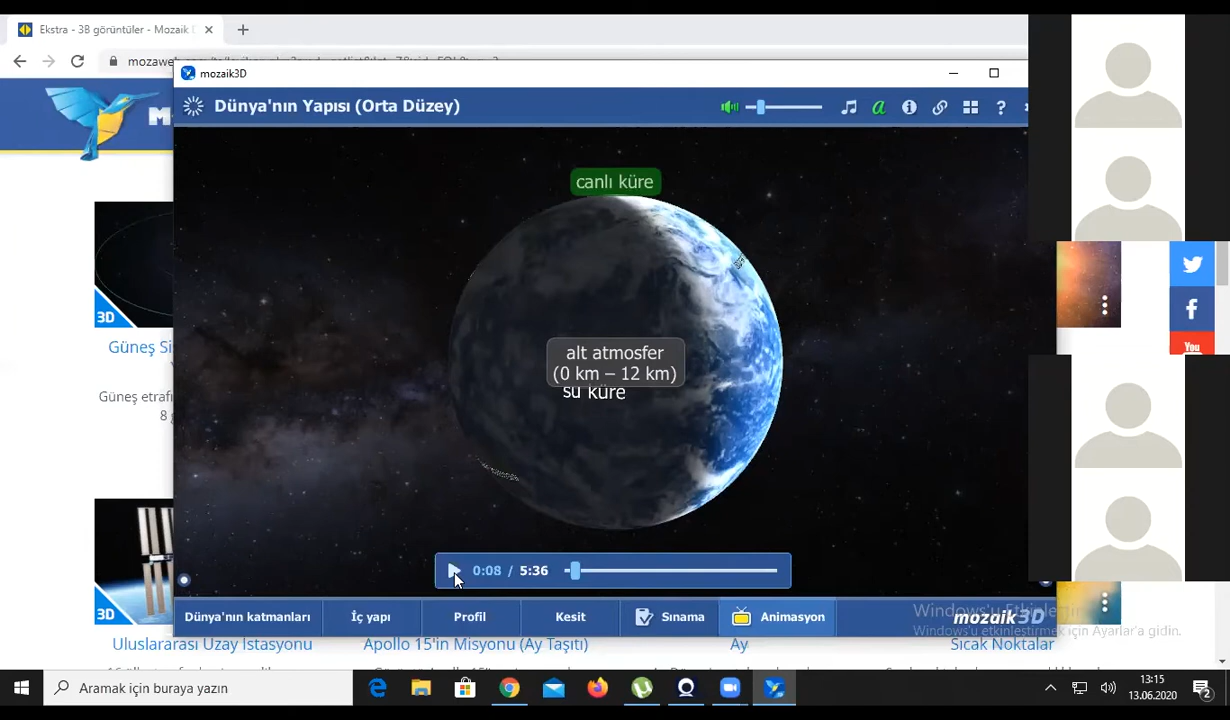 Ekstra - 3B görüntüler - Mozaik
mozaik3D
Dünya'nın Yapısı (Orta Düzey)
canlı küre
alt atmosfer
(0 km – 12 km)
su küre
3D
Güneş
Güneş etrafı
8
You
0:08 / 5:36
Dünya'nın katmanları
İç yapı
Profil
Kesit
Sınama
Animasyon
mozaik3D
Windows'u Etkinleştir
Windows'u etkinleştirmek için Ayarlar'a gidin.
3D
Uluslararası Uzay İstasyonu
Apollo 15'in Misyonu (Ay Taşıtı)
Ay
Sıcak Noktalar
Aramak için buraya yazın
13:15
13.06.2020
2